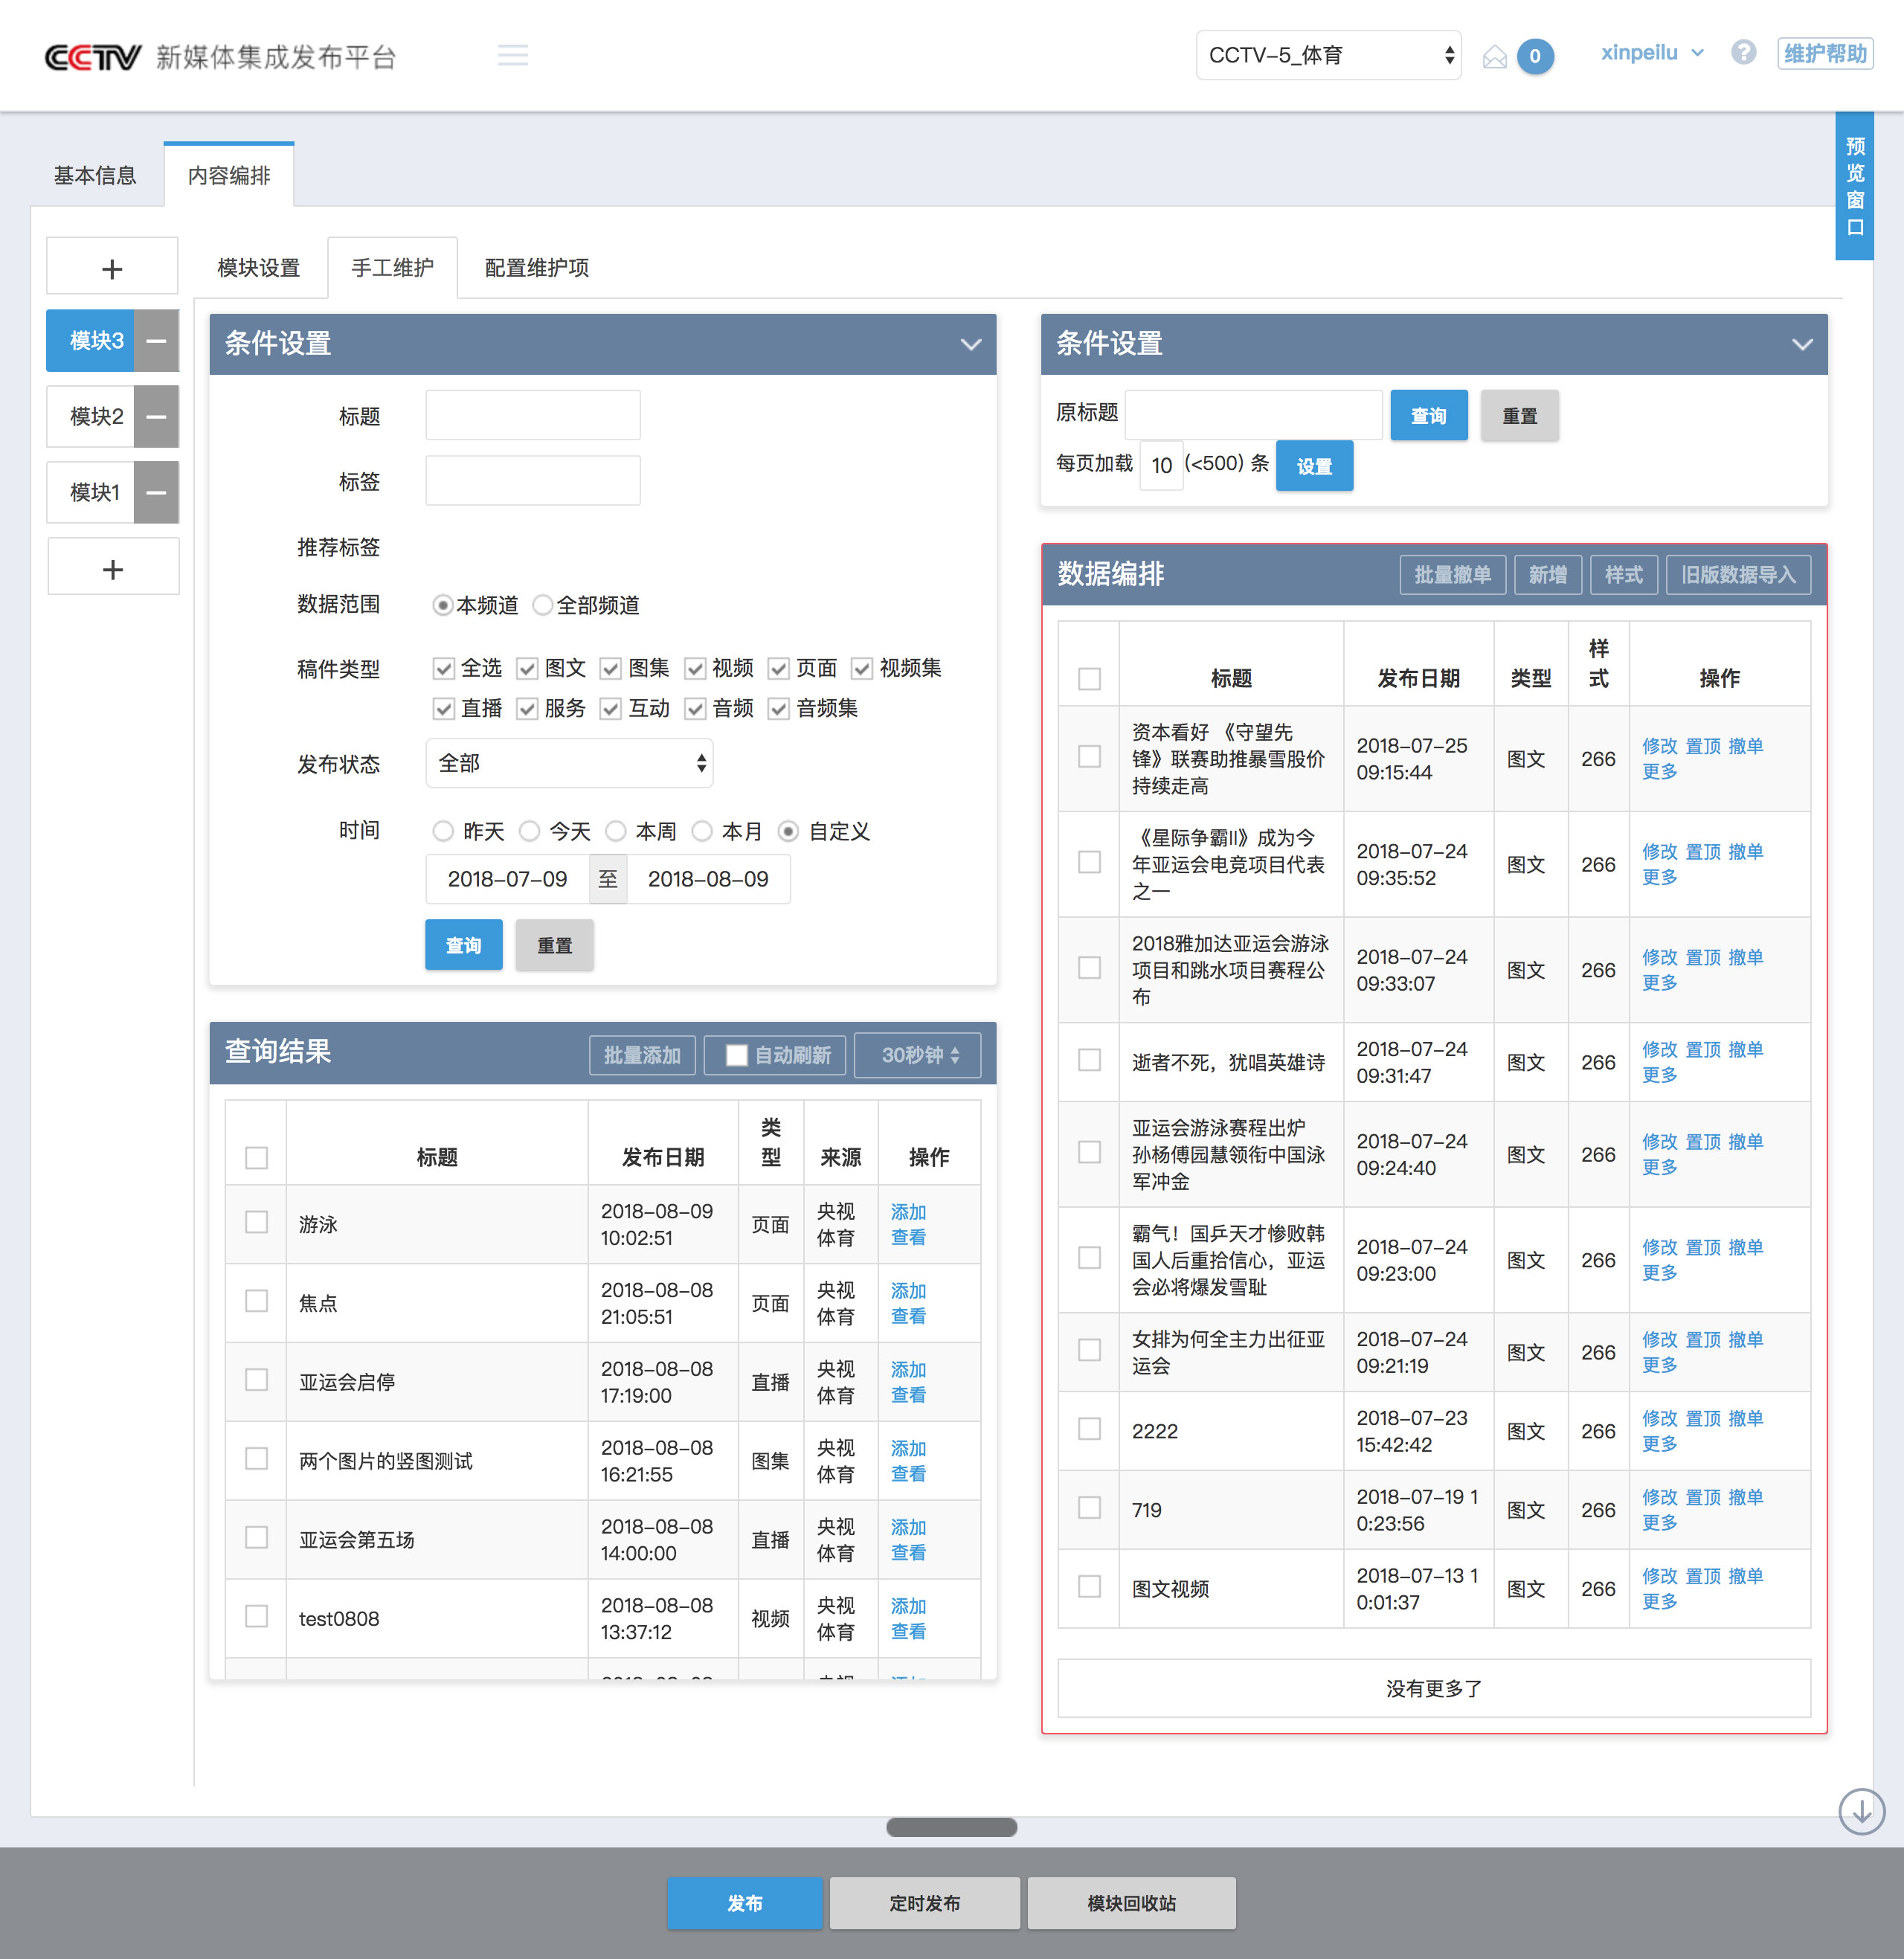 CCTV 新媒体集成发布平台
CCTV-5_体育
0
xinpeilu
维护帮助
预览窗口
基本信息
内容编排
+
模块3
模块2
模块1
+
模块设置
手工维护
配置维护项
条件设置
标题
标签
推荐标签
数据范围 本频道 全部频道
稿件类型 全选 图文 图集 视频 页面 视频集
直播 服务 互动 音频 音频集
发布状态 全部
时间 昨天 今天 本周 本月 自定义
2018-07-09 至 2018-08-09
查询 重置
查询结果 批量添加 自动刷新 30秒钟
标题 发布日期 类型 来源 操作
游泳 2018-08-09 10:02:51 页面 央视体育 添加 查看
焦点 2018-08-08 21:05:51 页面 央视体育 添加 查看
亚运会启停 2018-08-08 17:19:00 直播 央视体育 添加 查看
两个图片的竖图测试 2018-08-08 16:21:55 图集 央视体育 添加 查看
亚运会第五场 2018-08-08 14:00:00 直播 央视体育 添加 查看
test0808 2018-08-08 13:37:12 视频 央视体育 添加 查看
条件设置
原标题 查询 重置
每页加载 10 (<500) 条 设置
数据编排 批量撤单 新增 样式 旧版数据导入
标题 发布日期 类型 样式 操作
资本看好 《守望先锋》联赛助推暴雪股价持续走高 2018-07-25 09:15:44 图文 266 修改 置顶 撤单 更多
《星际争霸II》成为今年亚运会电竞项目代表之一 2018-07-24 09:35:52 图文 266 修改 置顶 撤单 更多
2018雅加达亚运会游泳项目和跳水项目赛程公布 2018-07-24 09:33:07 图文 266 修改 置顶 撤单 更多
逝者不死，犹唱英雄诗 2018-07-24 09:31:47 图文 266 修改 置顶 撤单 更多
亚运会游泳赛程出炉 孙杨傅园慧领衔中国泳军冲金 2018-07-24 09:24:40 图文 266 修改 置顶 撤单 更多
霸气！国乒天才惨败韩国人后重拾信心，亚运会必将爆发雪耻 2018-07-24 09:23:00 图文 266 修改 置顶 撤单 更多
女排为何全主力出征亚运会 2018-07-24 09:21:19 图文 266 修改 置顶 撤单 更多
2222 2018-07-23 15:42:42 图文 266 修改 置顶 撤单 更多
719 2018-07-19 10:23:56 图文 266 修改 置顶 撤单 更多
图文视频 2018-07-13 10:01:37 图文 266 修改 置顶 撤单 更多
没有更多了
发布 定时发布 模块回收站